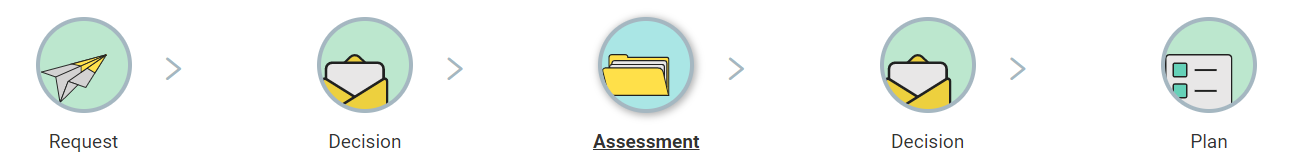 Request
Decision
Assessment
Decision
Plan